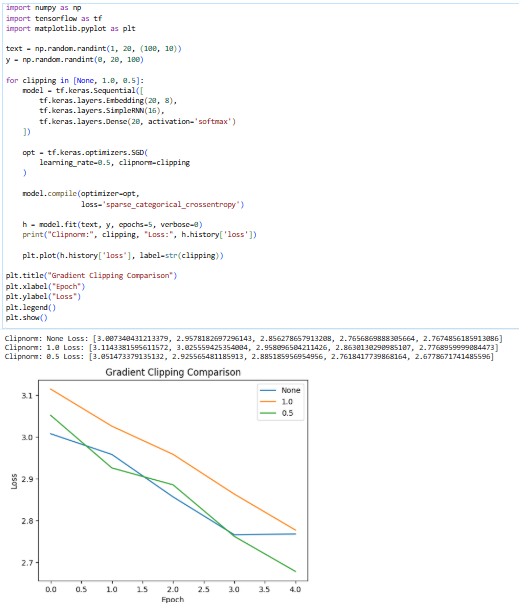 import numpy as np
import tensorflow as tf
import matplotlib.pyplot as plt
text = np.random.randint(1, 20, (100, 10))
y = np.random.randint(0, 20, 100)
for clipping in [None, 1.0, 0.5]:
    model = tf.keras.Sequential([
        tf.keras.layers.Embedding(20, 8),
        tf.keras.layers.SimpleRNN(16),
        tf.keras.layers.Dense(20, activation='softmax')
    ])
    opt = tf.keras.optimizers.SGD(
        learning_rate=0.5, clipnorm=clipping
    )
    model.compile(optimizer=opt,
                  loss='sparse_categorical_crossentropy')
    h = model.fit(text, y, epochs=5, verbose=0)
    print("Clipnorm:", clipping, "Loss:", h.history['loss'])
    plt.plot(h.history['loss'], label=str(clipping))
plt.title("Gradient Clipping Comparison")
plt.xlabel("Epoch")
plt.ylabel("Loss")
plt.legend()
plt.show()
Clipnorm: None Loss: [3.007340431213379, 2.9578182697296143, 2.856278657913208, 2.7656869888305664, 2.7674856185913086]
Clipnorm: 1.0 Loss: [3.1143381595611572, 3.025559425354004, 2.958096504211426, 2.8630130290985107, 2.7768959999084473]
Clipnorm: 0.5 Loss: [3.051473379135132, 2.925565481185913, 2.885185956954956, 2.7618417739868164, 2.6778671741485596]
Gradient Clipping Comparison
None
1.0
0.5
3.1
3.0
2.9
2.8
2.7
Loss
0.0 0.5 1.0 1.5 2.0 2.5 3.0 3.5 4.0
Epoch